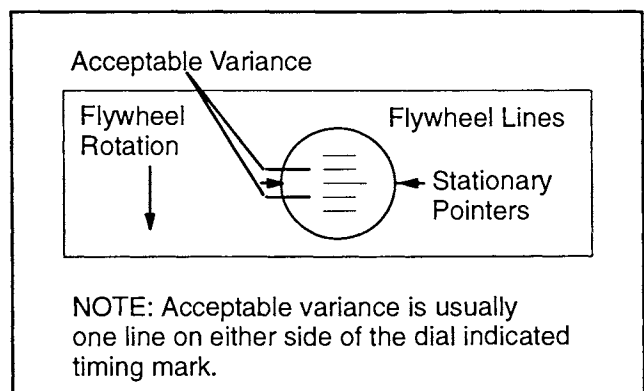 Acceptable Variance
Flywheel
Rotation
Flywheel Lines
Stationary
Pointers
NOTE: Acceptable variance is usually
one line on either side of the dial indicated
timing mark.